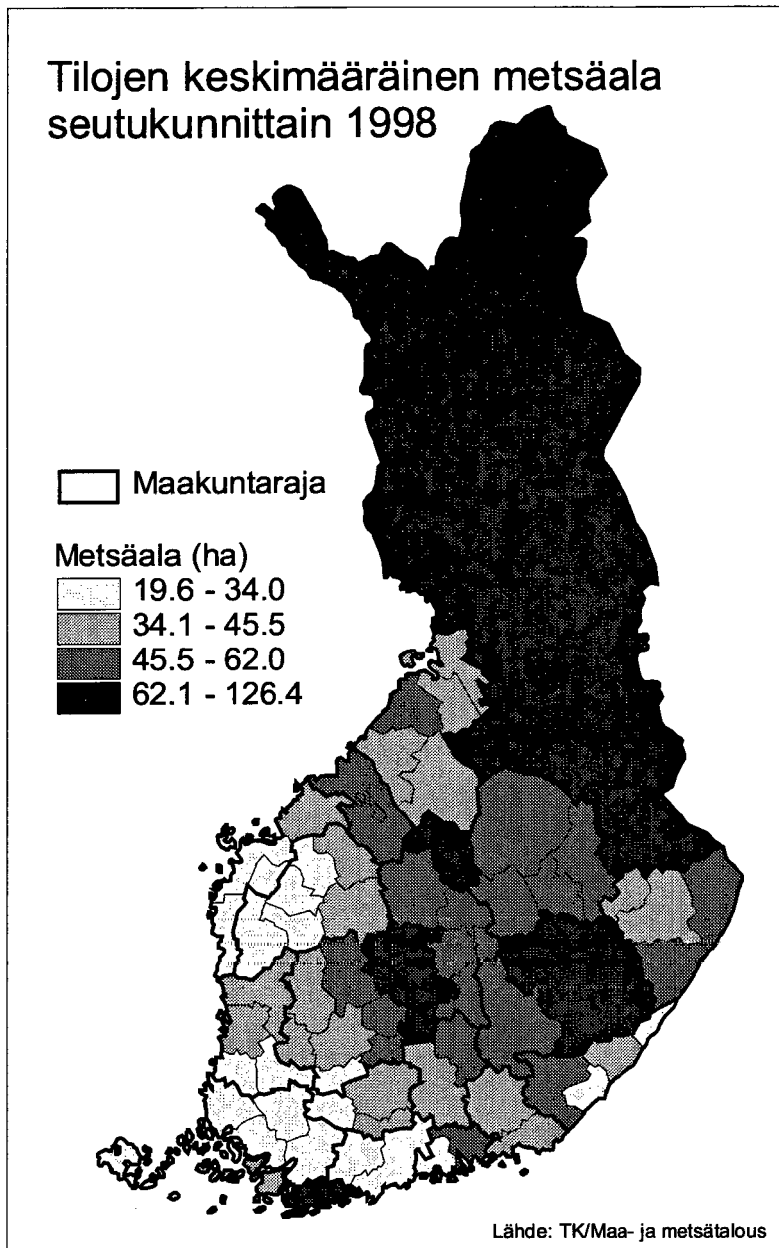 Tilojen keskimääräinen metsäala
seutukunnittain 1998
Maakuntaraja
Metsäala (ha)
19.6 - 34.0
34.1 - 45.5
45.5 - 62.0
62.1 - 126.4
Lähde: TK/Maa- ja metsätalous